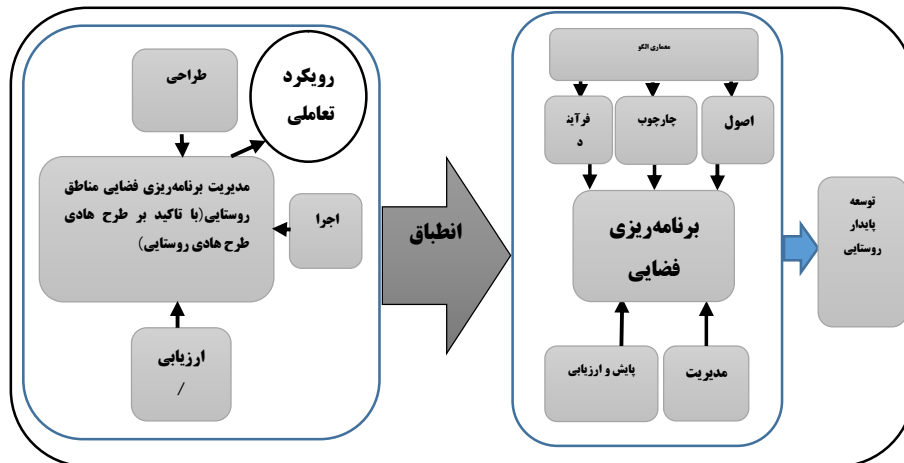 معماری الگو
اصول
چارچوب
فرآین
د
برنامه‌ریزی
فضایی
مدیریت
پایش و ارزیابی
توسعه
پایدار
روستایی
انطباق
رویکرد
تعاملی
طراحی
مدیریت برنامه‌ریزی فضایی مناطق
روستایی(با تاکید بر طرح هادی
طرح هادی روستایی)
اجرا
ارزیابی
/